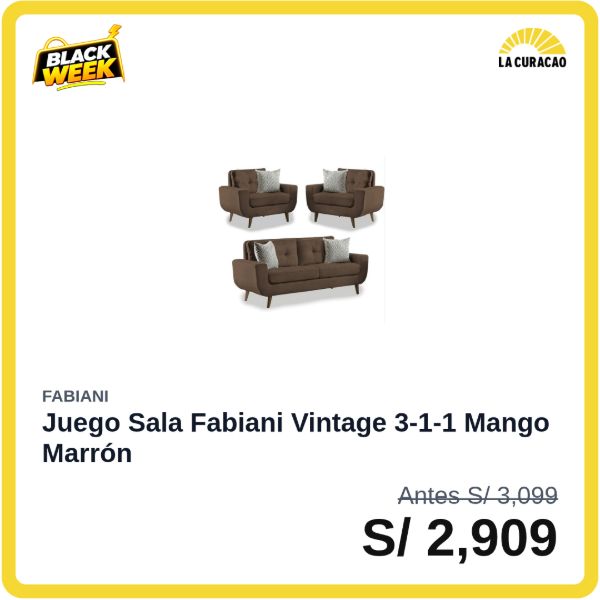 BLACK
WEEK
LA CURACAO
FABIANI
Juego Sala Fabiani Vintage 3-1-1 Mango
Marrón
Antes S/ 3,099
S/ 2,909